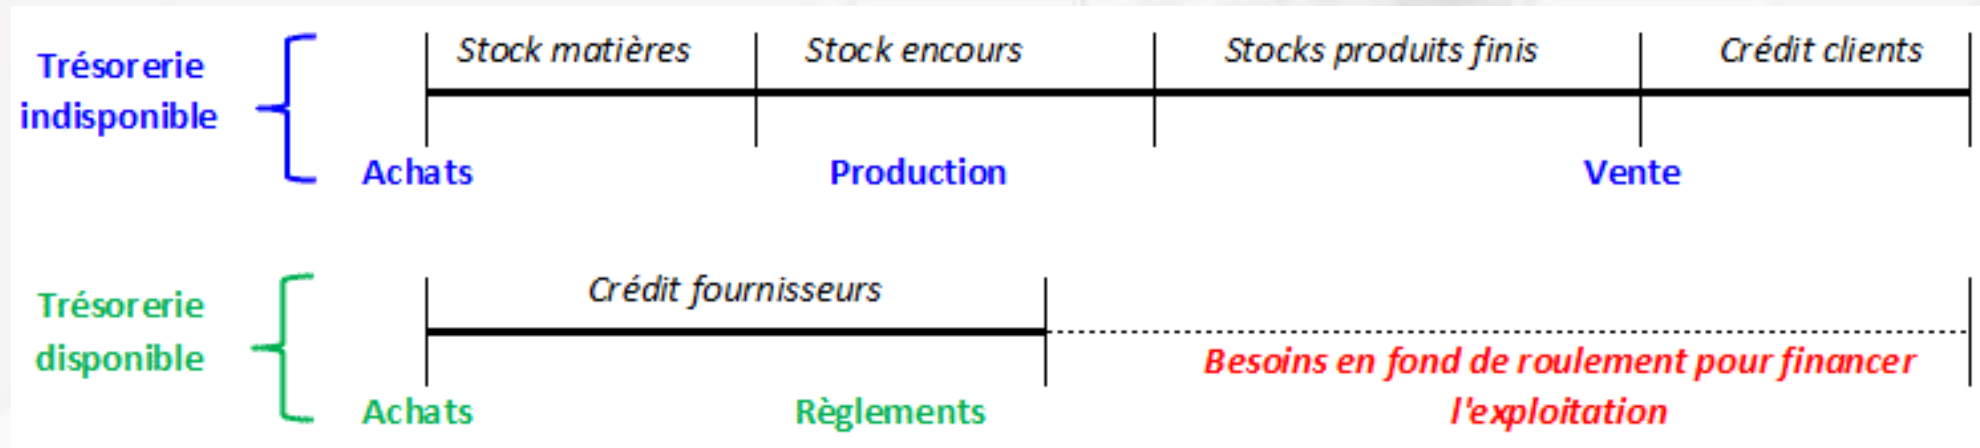 Trésorerie
indisponible
Stock matières
Stock encours
Stocks produits finis
Crédit clients
Achats
Production
Vente
Trésorerie
disponible
Crédit fournisseurs
Achats
Règlements
Besoins en fond de roulement pour financer
l'exploitation